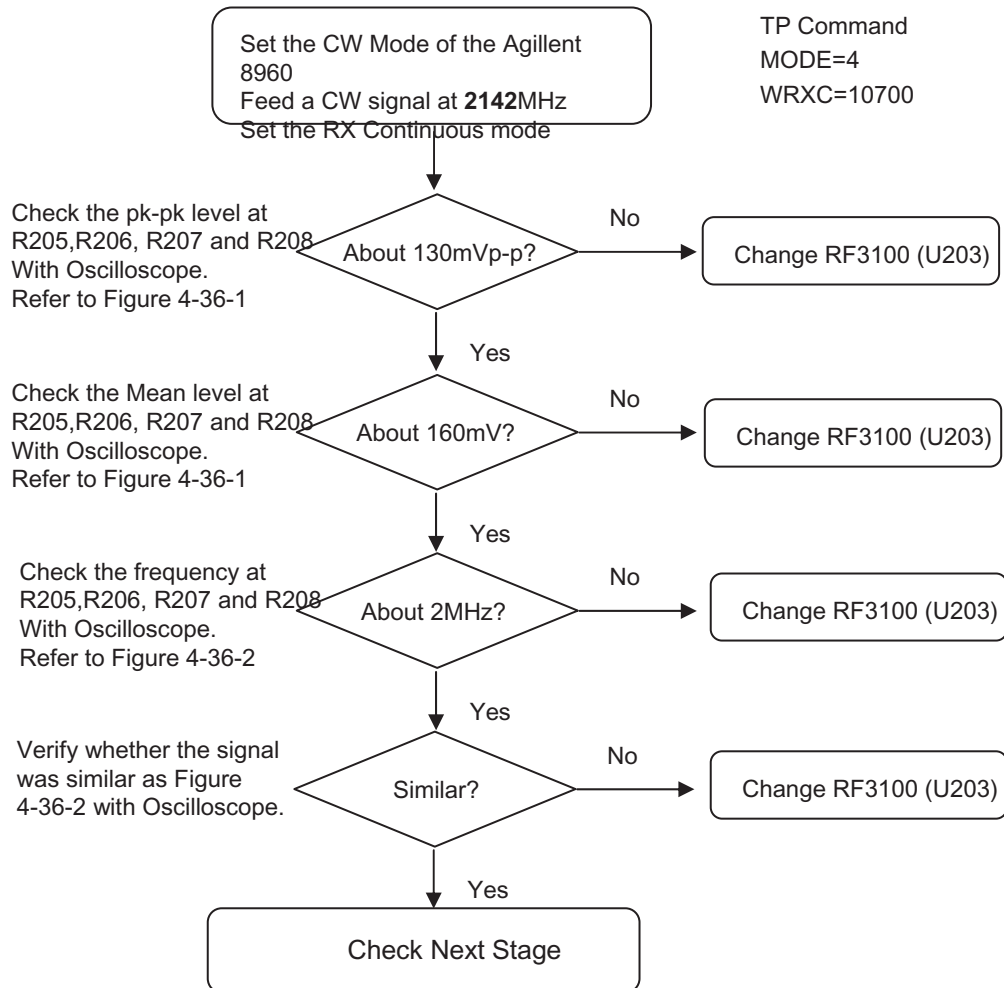 Set the CW Mode of the Agillent
8960
Feed a CW signal at 2142MHz
Set the RX Continuous mode
TP Command
MODE=4
WRXC=10700
Check the pk-pk level at
R205,R206, R207 and R208
With Oscilloscope.
Refer to Figure 4-36-1
About 130mVp-p?
No
Change RF3100 (U203)
Yes
Check the Mean level at
R205,R206, R207 and R208
With Oscilloscope.
Refer to Figure 4-36-1
About 160mV?
No
Change RF3100 (U203)
Yes
Check the frequency at
R205,R206, R207 and R208
With Oscilloscope.
Refer to Figure 4-36-2
About 2MHz?
No
Change RF3100 (U203)
Yes
Verify whether the signal
was similar as Figure
4-36-2 with Oscilloscope.
Similar?
No
Change RF3100 (U203)
Yes
Check Next Stage